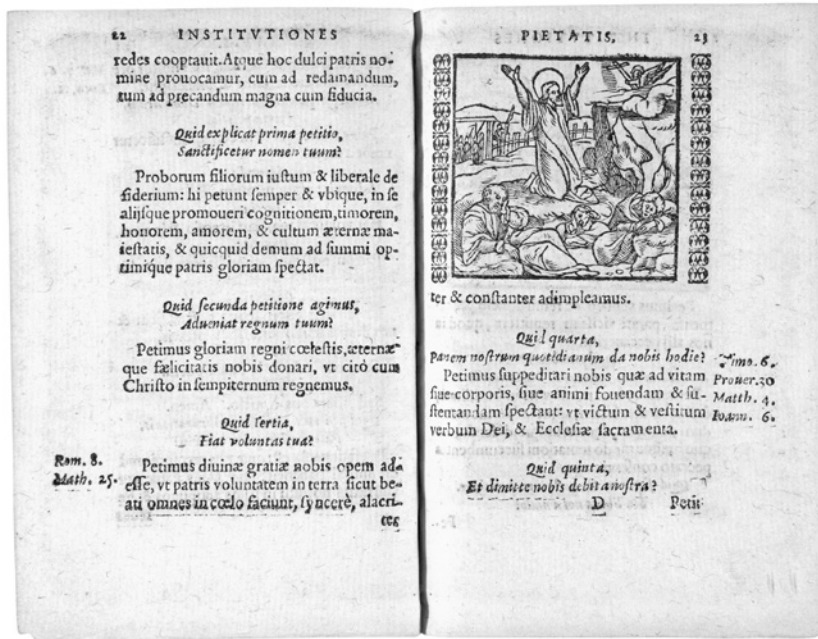 22 INSTITVTIONES
redes cooptauit. Atque hoc dulci patris no-
mine prouocamur, cum ad redamandum,
tum ad precandum magna cum fiducia.
Quid explicat prima petitio,
Sanctificetur nomen tuum?
Proborum filiorum iustum & liberale de
siderium: hi petunt semper & vbique, in se
alijsque promoueri cognitionem, timorem,
honorem, amorem, & cultum æternæ ma-
iestatis, & quicquid demum ad summi op-
timique patris gloriam spectat.
Quid secunda petitione agimus,
Adueniat regnum tuum?
Petimus gloriam regni cœlestis, æternæ-
que fælicitatis nobis donari, vt citò cum
Christo in sempiternum regnemus.
Quid tertia,
Fiat voluntas tua?
Rom. 8.
Math. 25.
Petimus diuinæ gratiæ nobis opem ad-
esse, vt patris voluntatem in terra sicut be-
ati omnes in cœlo faciunt, syncerè, alacri-
ter
PIETATIS. 23
ter & constanter adimpleamus.
Quid quarta,
Panem nostrum quotidianum da nobis hodie?
Petimus suppeditari nobis quæ ad vitam
siue corporis, siue animi fouendam & su-
stentandam spectant: vt victum & vestitum
verbum Dei, & Ecclesiæ sacramenta.
Timo. 6.
Prouer. 30
Matth. 4.
Ioann. 6.
Quid quinta,
Et dimitte nobis debita nostra?
D Petit